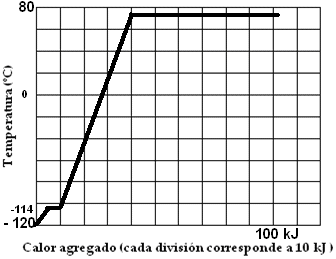 80
Temperatura (°C)
0
-114
- 120
100 kJ
Calor agregado (cada división corresponde a 10 kJ )